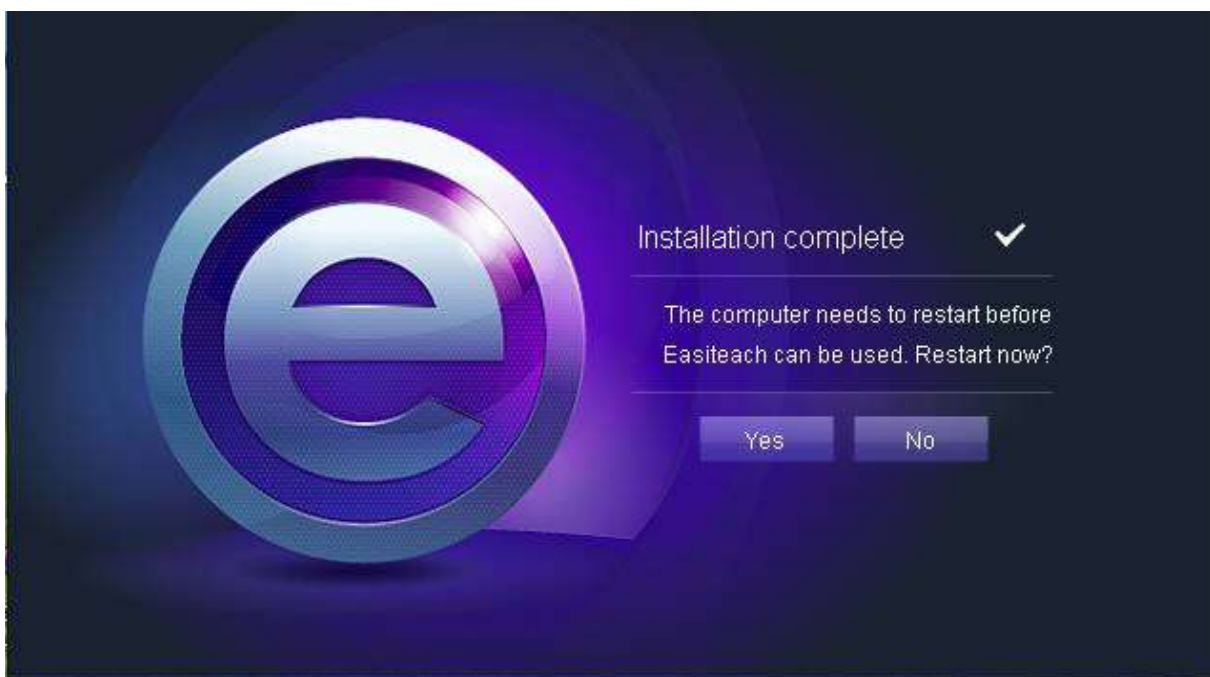 e
Installation complete
The computer needs to restart before
Easiteach can be used. Restart now?
Yes
No